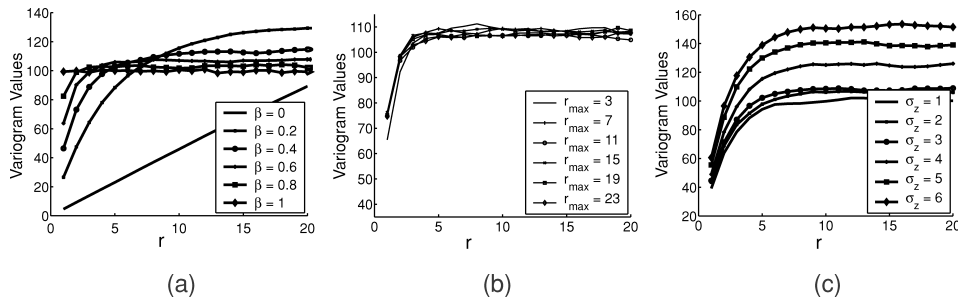 140
120
100
80
60
40
20
0
Variogram Values
β = 0
β = 0.2
β = 0.4
β = 0.6
β = 0.8
β = 1
0 5 10 15 20
r
(a)
110
100
90
80
70
60
50
40
Variogram Values
r_max = 3
r_max = 7
r_max = 11
r_max = 15
r_max = 19
r_max = 23
0 5 10 15 20
r
(b)
160
140
120
100
80
60
40
20
Variogram Values
σ_z = 1
σ_z = 2
σ_z = 3
σ_z = 4
σ_z = 5
σ_z = 6
0 5 10 15 20
r
(c)